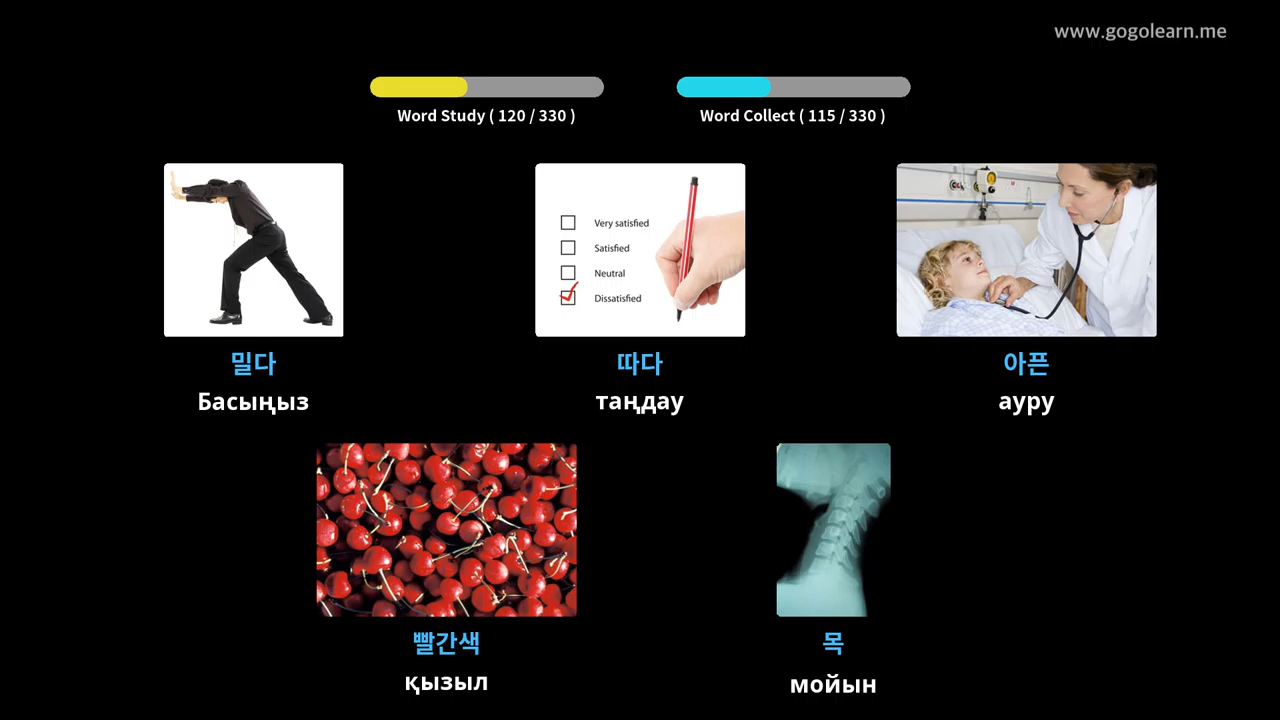 www.gogolearn.me
Word Study ( 120 / 330 )
Word Collect ( 115 / 330 )
Very satisfied
Satisfied
Neutral
Dissatisfied
밀다
Басыңыз
따다
таңдау
아픈
ауру
빨간색
қызыл
목
мойын